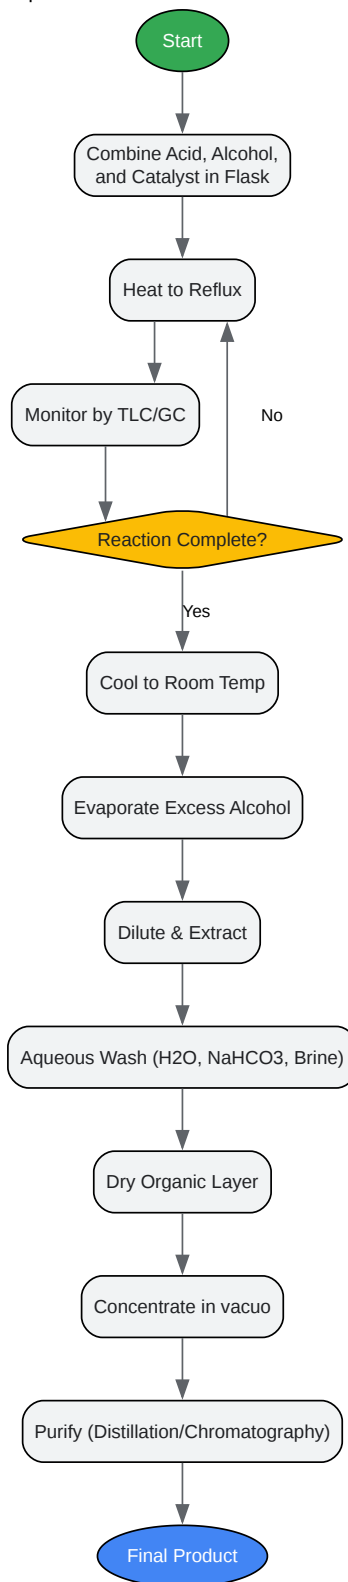 Start
Combine Acid, Alcohol,
and Catalyst in Flask
Heat to Reflux
Monitor by TLC/GC
No
Reaction Complete?
Yes
Cool to Room Temp
Evaporate Excess Alcohol
Dilute & Extract
Aqueous Wash (H2O, NaHCO3, Brine)
Dry Organic Layer
Concentrate in vacuo
Purify (Distillation/Chromatography)
Final Product